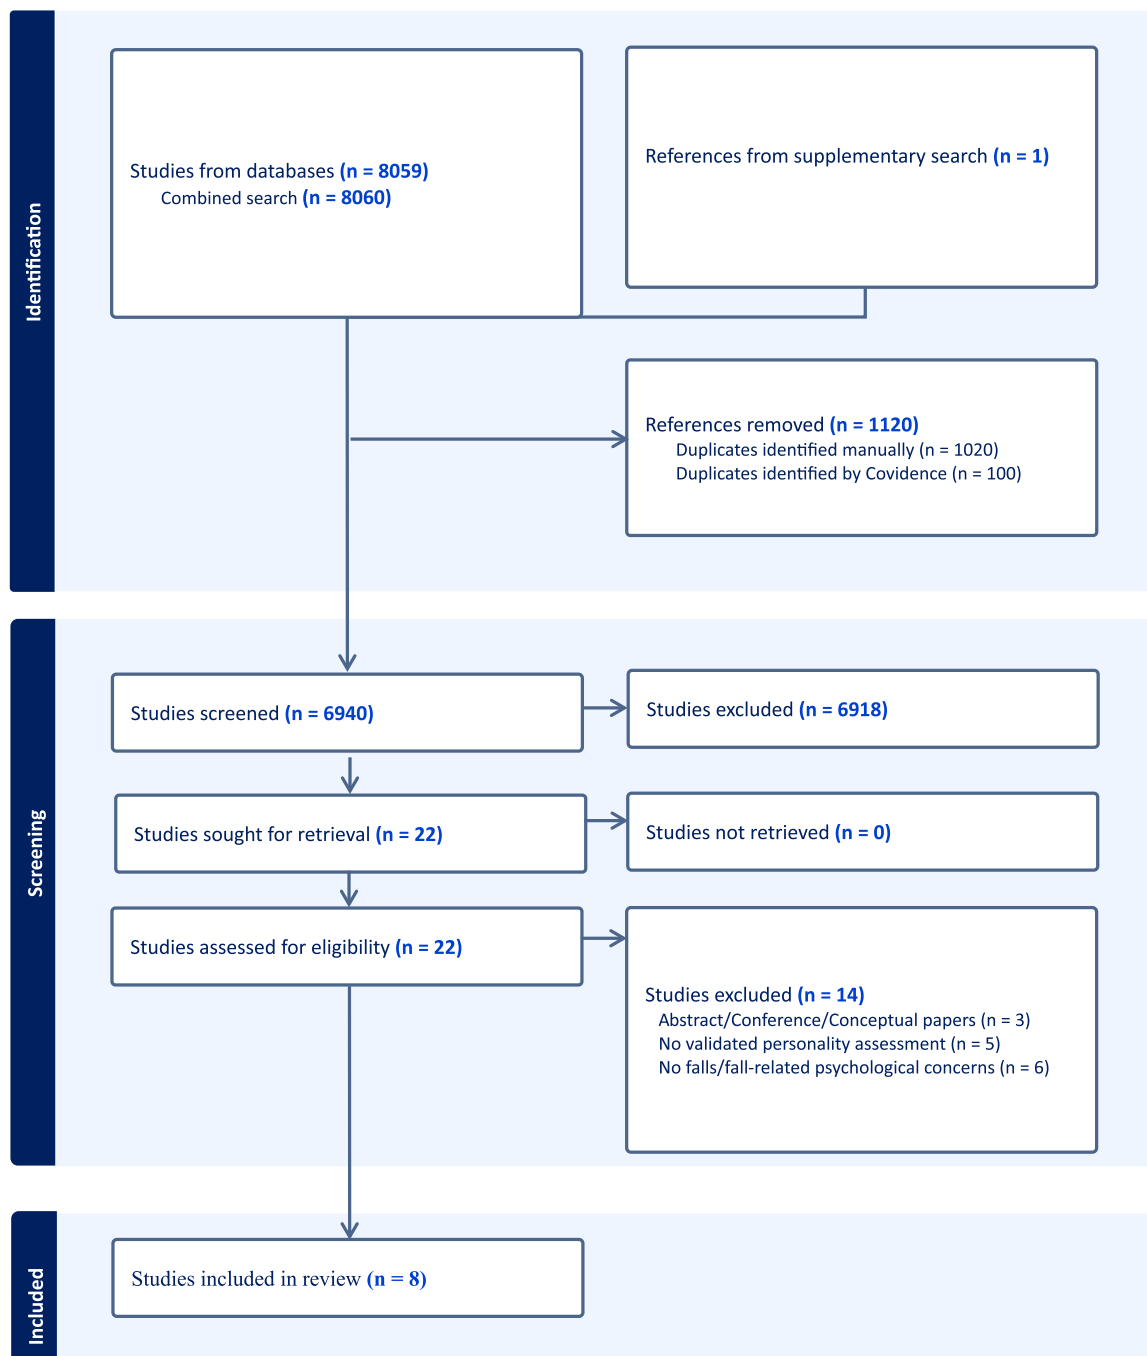 Identification
Studies from databases (n = 8059)
Combined search (n = 8060)
References from supplementary search (n = 1)
References removed (n = 1120)
Duplicates identified manually (n = 1020)
Duplicates identified by Covidence (n = 100)
Screening
Studies screened (n = 6940)
Studies excluded (n = 6918)
Studies sought for retrieval (n = 22)
Studies not retrieved (n = 0)
Studies assessed for eligibility (n = 22)
Studies excluded (n = 14)
Abstract/Conference/Conceptual papers (n = 3)
No validated personality assessment (n = 5)
No falls/fall-related psychological concerns (n = 6)
Included
Studies included in review (n = 8)